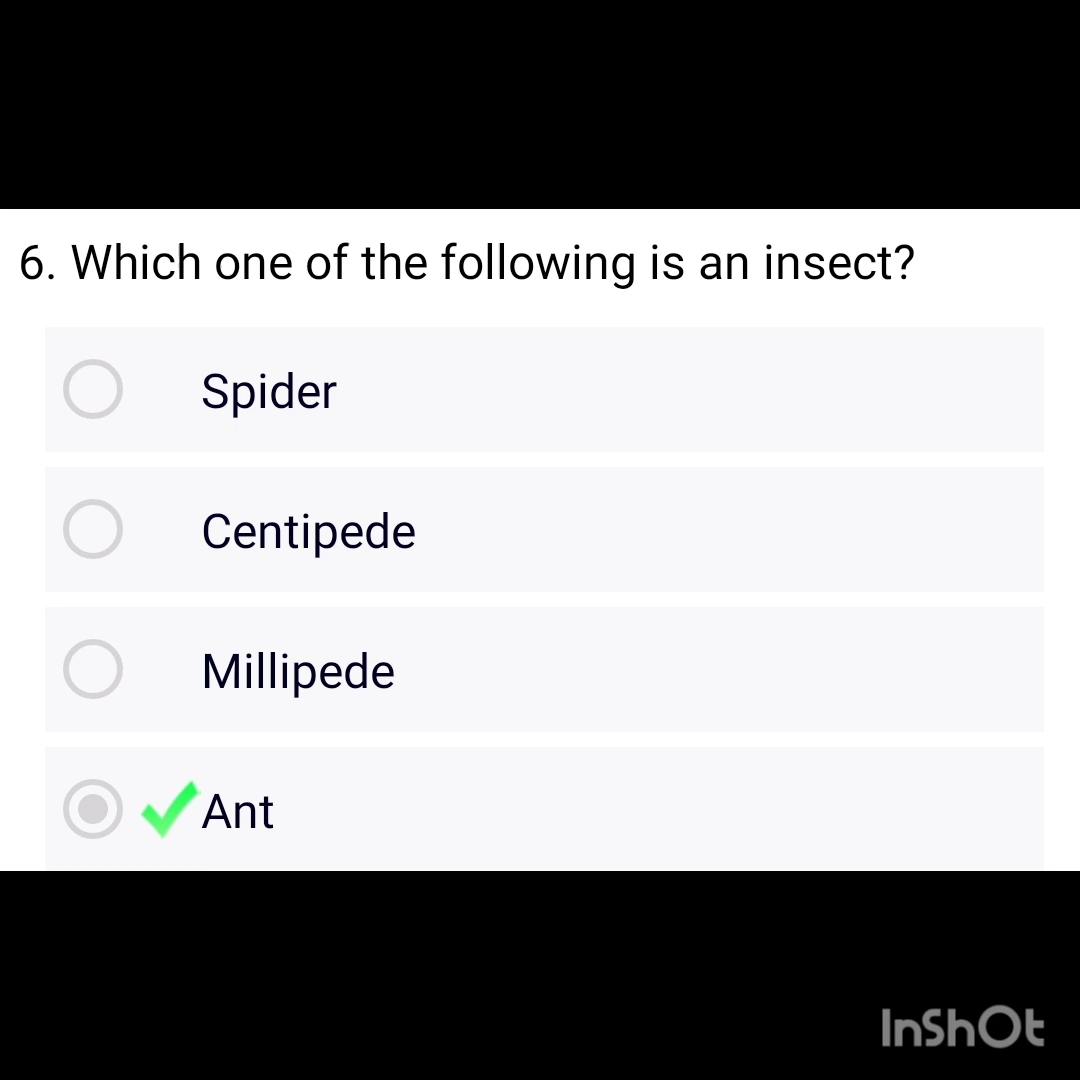 6. Which one of the following is an insect?
Spider
Centipede
Millipede
Ant
InShOt